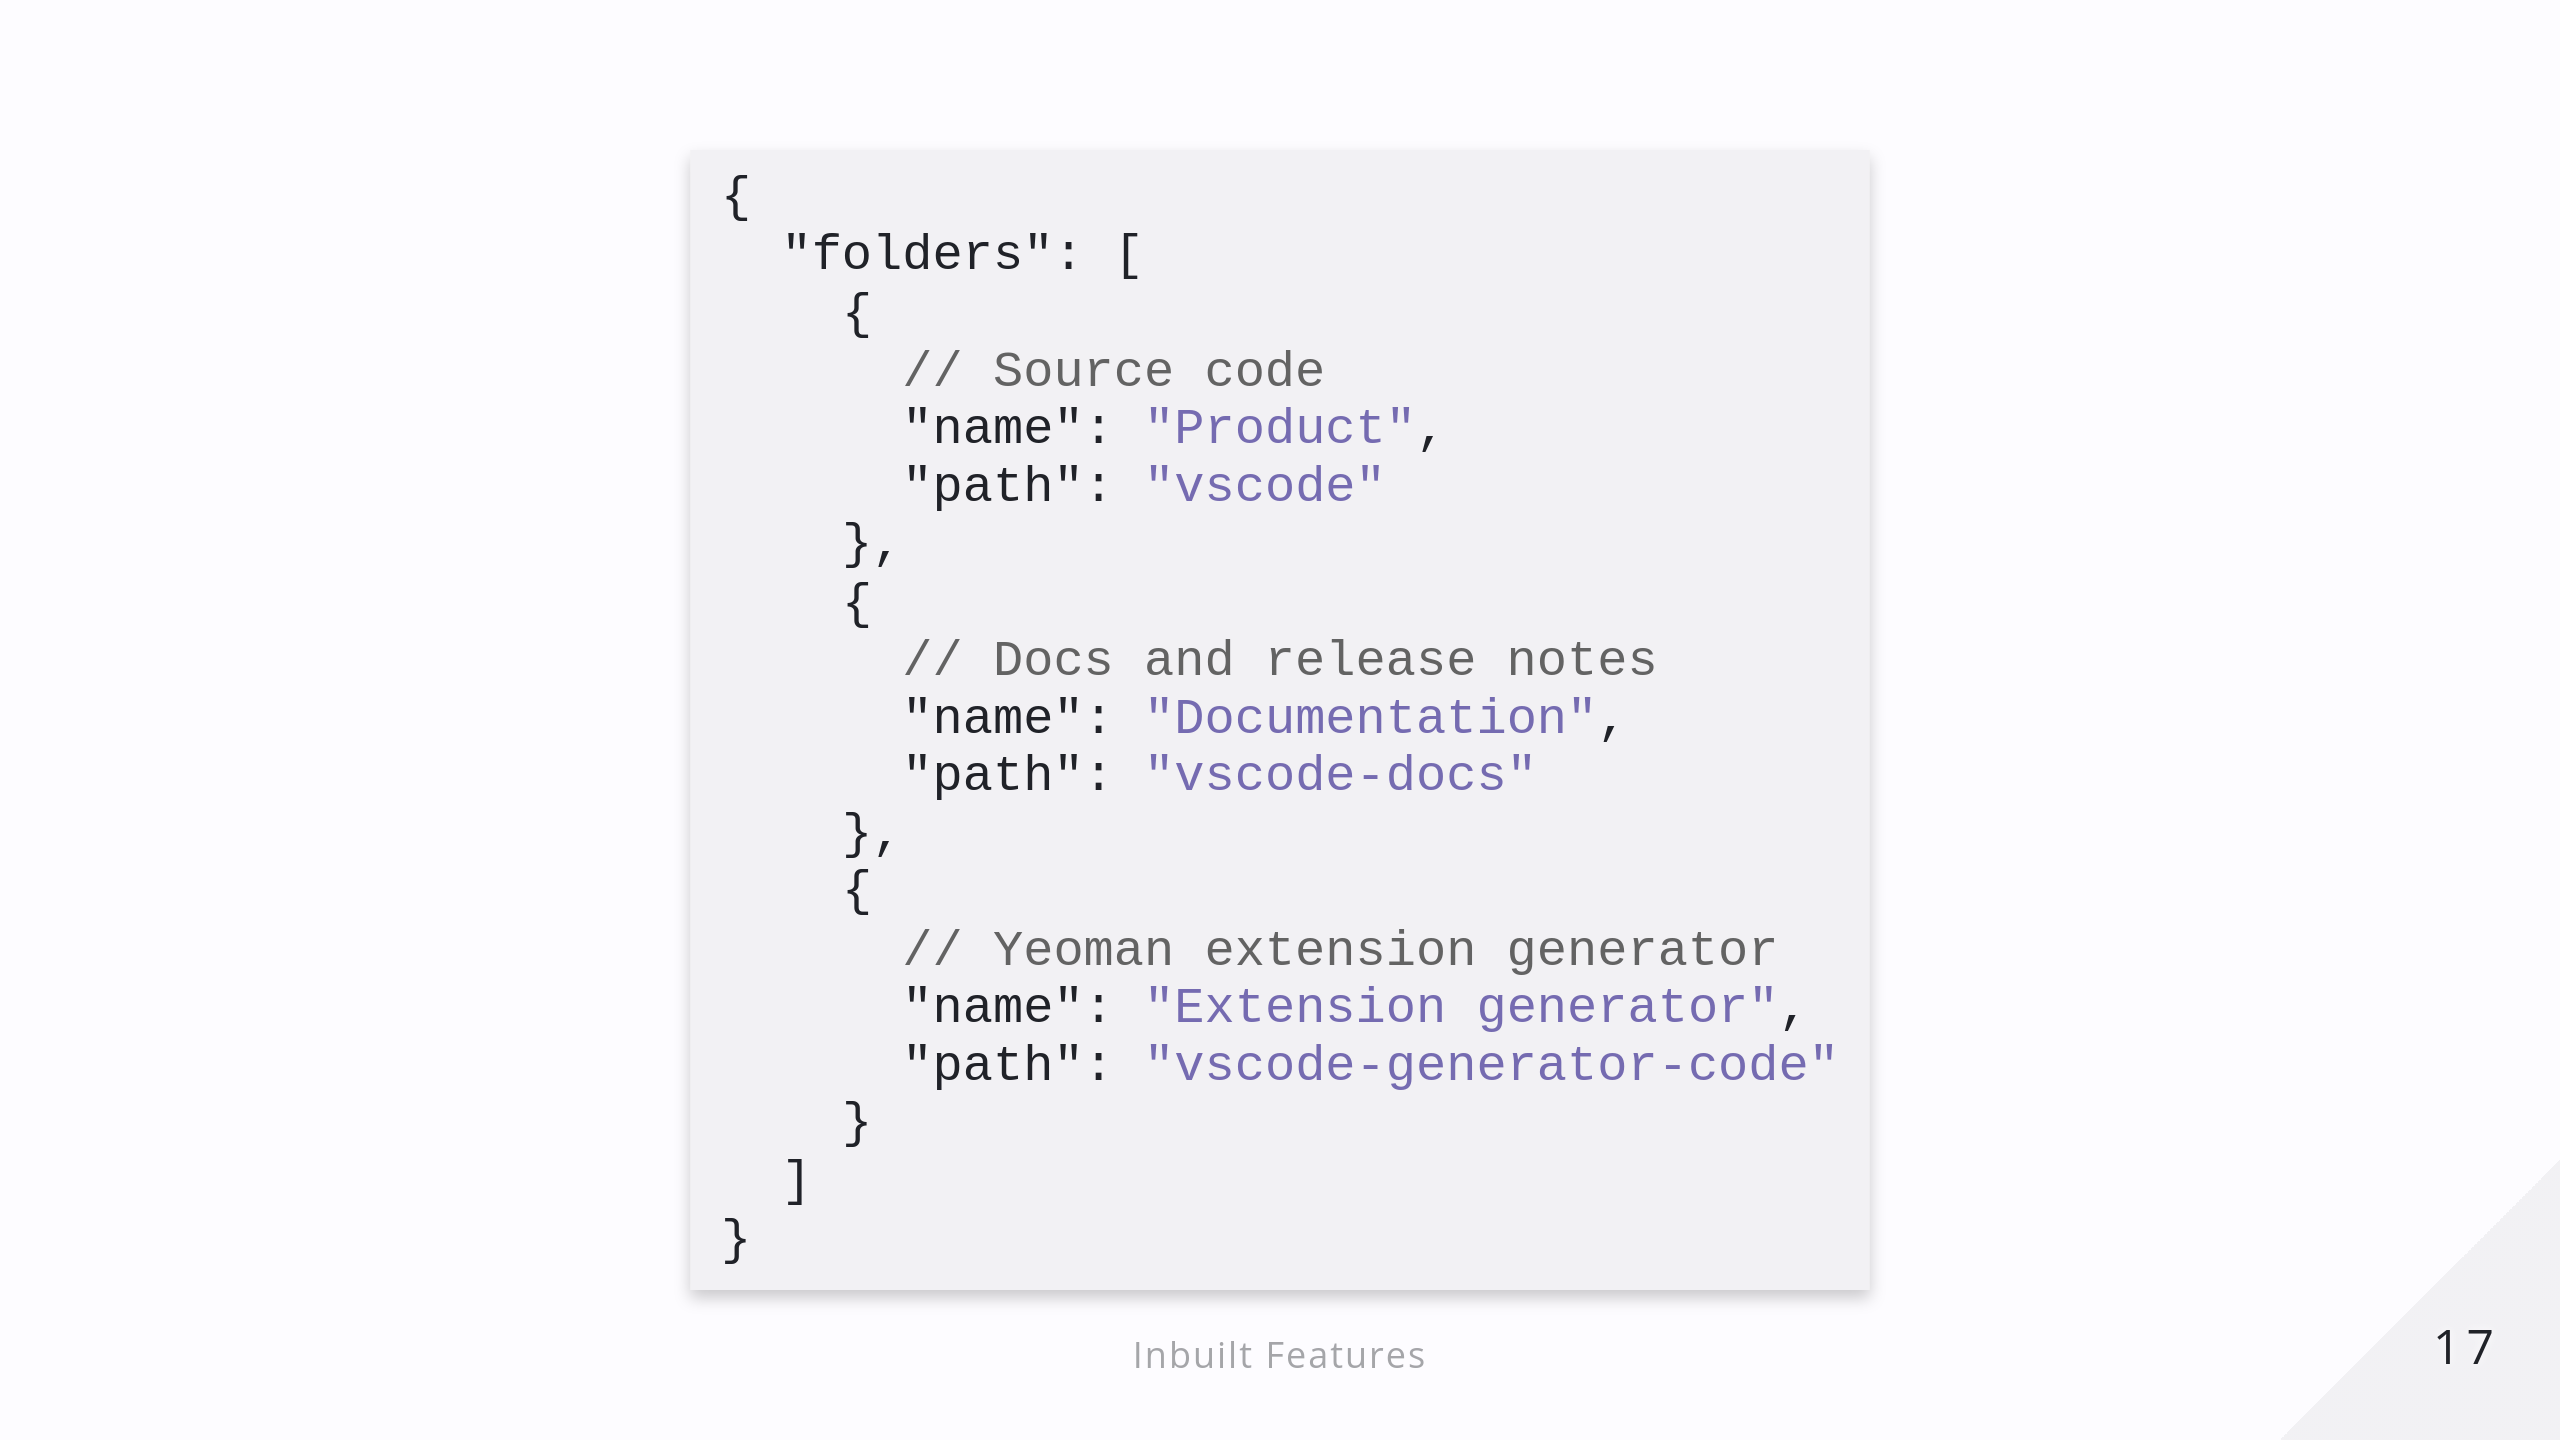 {
  "folders": [
    {
      // Source code
      "name": "Product",
      "path": "vscode"
    },
    {
      // Docs and release notes
      "name": "Documentation",
      "path": "vscode-docs"
    },
    {
      // Yeoman extension generator
      "name": "Extension generator",
      "path": "vscode-generator-code"
    }
  ]
}
Inbuilt Features
17